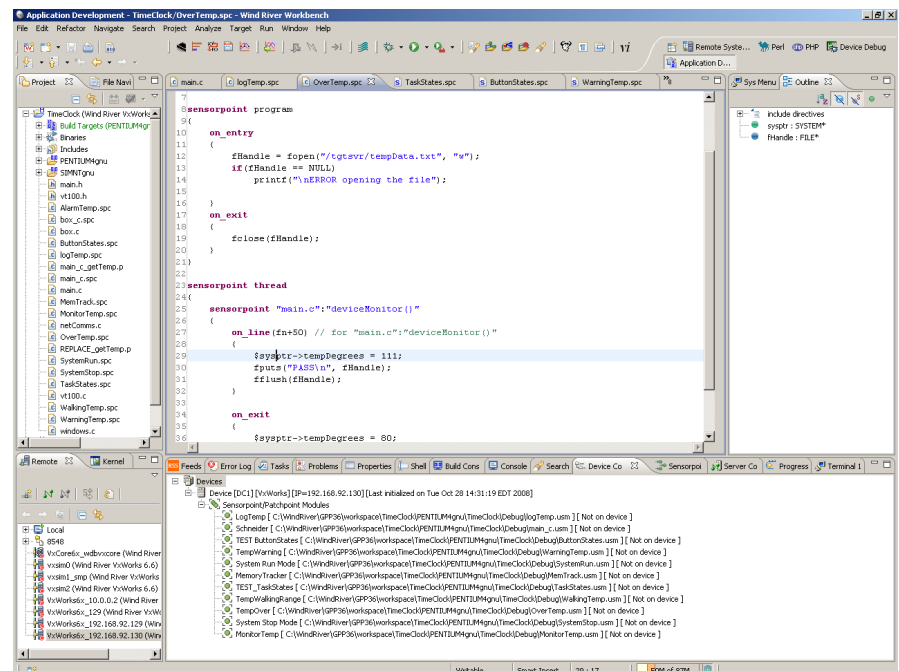 Application Development - TimeClock/OverTemp.spc - Wind River Workbench
File Edit Refactor Navigate Search Project Analyze Target Run Window Help
vi
Remote Syste...
Perl
PHP
Device Debug
Application D...
Project
File Navi
main.c
logTemp.spc
OverTemp.spc
TaskStates.spc
ButtonStates.spc
WarningTemp.spc
Sys Menu
Outline
TimeClock (Wind River VxWorks
Build Targets (PENTIUM4gr
Binaries
Includes
PENTIUM4gnu
SIMNTgnu
main.h
vt100.h
AlarmTemp.spc
box_c.spc
box.c
ButtonStates.spc
logTemp.spc
main_c_getTemp.p
main_c.spc
main.c
MemTrack.spc
MonitorTemp.spc
netComms.c
OverTemp.spc
REPLACE_getTemp.p
SystemRun.spc
SystemStop.spc
TaskStates.spc
vt100.c
WalkingTemp.spc
WarningTemp.spc
windows.c
7
8 sensorpoint program
9 {
10 on_entry
11 {
12 fHandle = fopen("/tgtsvr/tempData.txt", "w");
13 if(fHandle == NULL)
14 printf("\nERROR opening the file");
15
16 }
17 on_exit
18 {
19 fclose(fHandle);
20 }
21 }
22
23 sensorpoint thread
24 {
25 sensorpoint "main.c":"deviceMonitor()"
26 {
27 on_line(fn+50) // for "main.c":"deviceMonitor()"
28 {
29 $sysptr->tempDegrees = 111;
30 fputs("PASS\n", fHandle);
31 fflush(fHandle);
32 }
33
34 on_exit
35 {
36 $sysptr->tempDegrees = 80;
include directives
sysptr : SYSTEM*
fHandle : FILE*
Remote
Kernel
Local
8548
VxCore6x_wdbvxcore (Wind River
vxsim0 (Wind River VxWorks 6.6)
vxsim1_smp (Wind River VxWorks
vxsim2 (Wind River VxWorks 6.6)
VxWorks6x_10.0.0.2 (Wind River
VxWorks6x_129 (Wind River VxWo
VxWorks6x_192.168.92.129 (Win
VxWorks6x_192.168.92.130 (Win
RSS Feeds
Error Log
Tasks
Problems
Properties
Shell
Build Cons
Console
Search
Device Co
Sensorpoi
Server Co
Progress
Terminal 1
Devices
Device [DC1] [VxWorks] [IP=192.168.92.130] [Last initialized on Tue Oct 28 14:31:19 EDT 2008]
Sensorpoint/Patchpoint Modules
LogTemp [ C:\WindRiver\GPP36\workspace\TimeClock\PENTIUM4gnu\TimeClock\Debug\logTemp.usm ] [ Not on device ]
Schneider [ C:\WindRiver\GPP36\workspace\TimeClock\PENTIUM4gnu\TimeClock\Debug\main_c.usm ] [ Not on device ]
TEST ButtonStates [ C:\WindRiver\GPP36\workspace\TimeClock\PENTIUM4gnu\TimeClock\Debug\ButtonStates.usm ] [ Not on device ]
TempWarning [ C:\WindRiver\GPP36\workspace\TimeClock\PENTIUM4gnu\TimeClock\Debug\WarningTemp.usm ] [ Not on device ]
System Run Mode [ C:\WindRiver\GPP36\workspace\TimeClock\PENTIUM4gnu\TimeClock\Debug\SystemRun.usm ] [ Not on device ]
MemoryTracker [ C:\WindRiver\GPP36\workspace\TimeClock\PENTIUM4gnu\TimeClock\Debug\MemTrack.usm ] [ Not on device ]
TEST_TaskStates [ C:\WindRiver\GPP36\workspace\TimeClock\PENTIUM4gnu\TimeClock\Debug\TaskStates.usm ] [ Not on device ]
TempWalkingRange [ C:\WindRiver\GPP36\workspace\TimeClock\PENTIUM4gnu\TimeClock\Debug\WalkingTemp.usm ] [ Not on device ]
TempOver [ C:\WindRiver\GPP36\workspace\TimeClock\PENTIUM4gnu\TimeClock\Debug\OverTemp.usm ] [ Not on device ]
System Stop Mode [ C:\WindRiver\GPP36\workspace\TimeClock\PENTIUM4gnu\TimeClock\Debug\SystemStop.usm ] [ Not on device ]
MonitorTemp [ C:\WindRiver\GPP36\workspace\TimeClock\PENTIUM4gnu\TimeClock\Debug\MonitorTemp.usm ] [ Not on device ]
Writable
Smart Insert
29 : 17